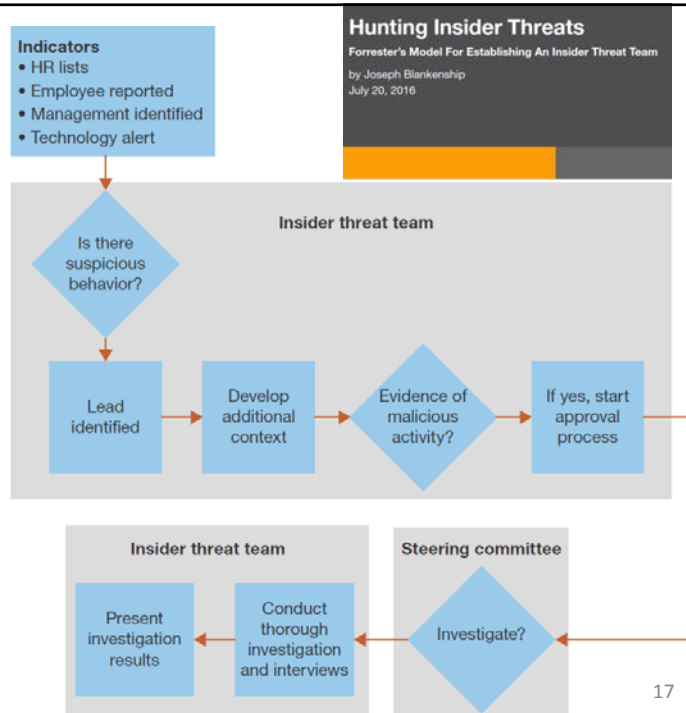 Hunting Insider Threats
Forrester's Model For Establishing An Insider Threat Team
by Joseph Blankenship
July 20, 2016
Indicators
• HR lists
• Employee reported
• Management identified
• Technology alert
Insider threat team
Is there
suspicious
behavior?
Lead
identified
Develop
additional
context
Evidence of
malicious
activity?
If yes, start
approval
process
Steering committee
Investigate?
Insider threat team
Conduct
thorough
investigation
and interviews
Present
investigation
results
17